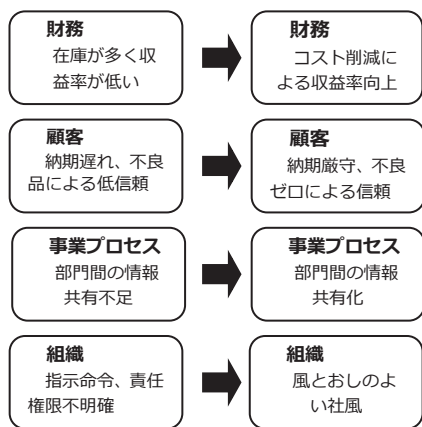 財務
在庫が多く収
益率が低い
財務
コスト削減に
よる収益率向上
顧客
納期遅れ、不良
品による低信頼
顧客
納期厳守、不良
ゼロによる信頼
事業プロセス
部門間の情報
共有不足
事業プロセス
部門間の情報
共有化
組織
指示命令、責任
権限不明確
組織
風とおしのよ
い社風